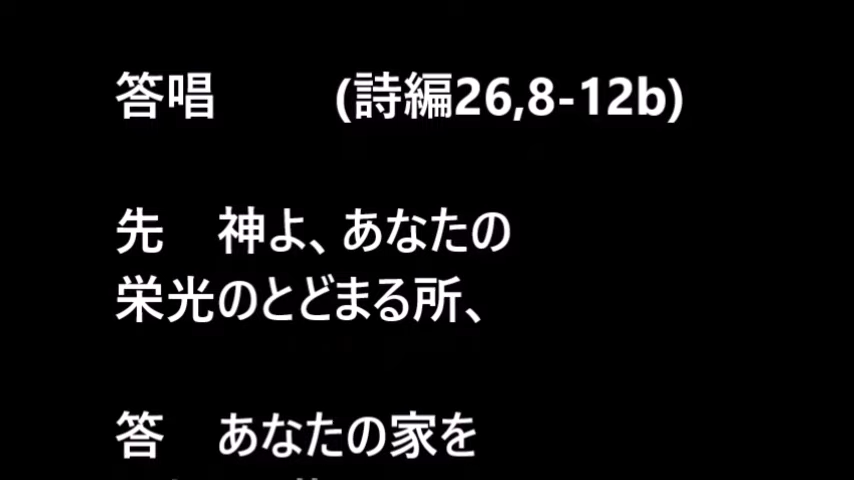 答唱 (詩編26,8-12b)
先 神よ、あなたの
栄光のとどまる所、
答 あなたの家を